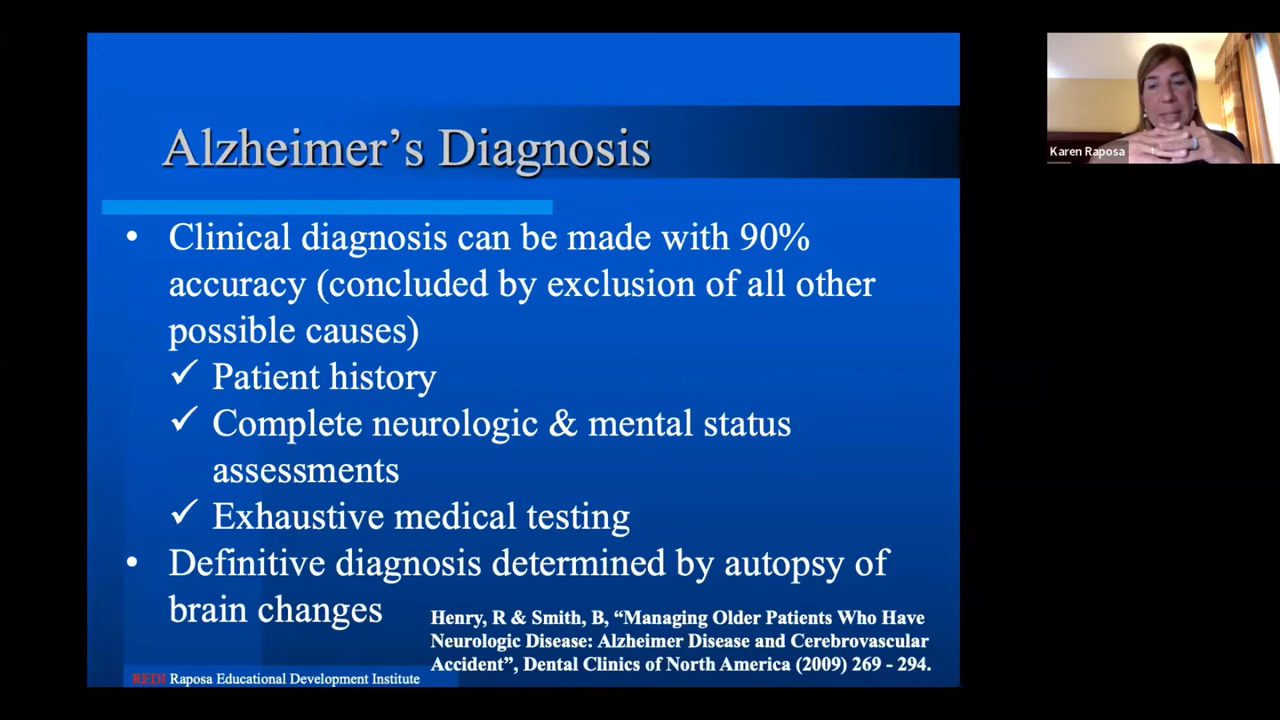 Alzheimer’s Diagnosis
• Clinical diagnosis can be made with 90%
accuracy (concluded by exclusion of all other
possible causes)
✓ Patient history
✓ Complete neurologic & mental status
assessments
✓ Exhaustive medical testing
• Definitive diagnosis determined by autopsy of
brain changes
Henry, R & Smith, B, “Managing Older Patients Who Have
Neurologic Disease: Alzheimer Disease and Cerebrovascular
Accident”, Dental Clinics of North America (2009) 269 - 294.
REDI Raposa Educational Development Institute
Karen Raposa